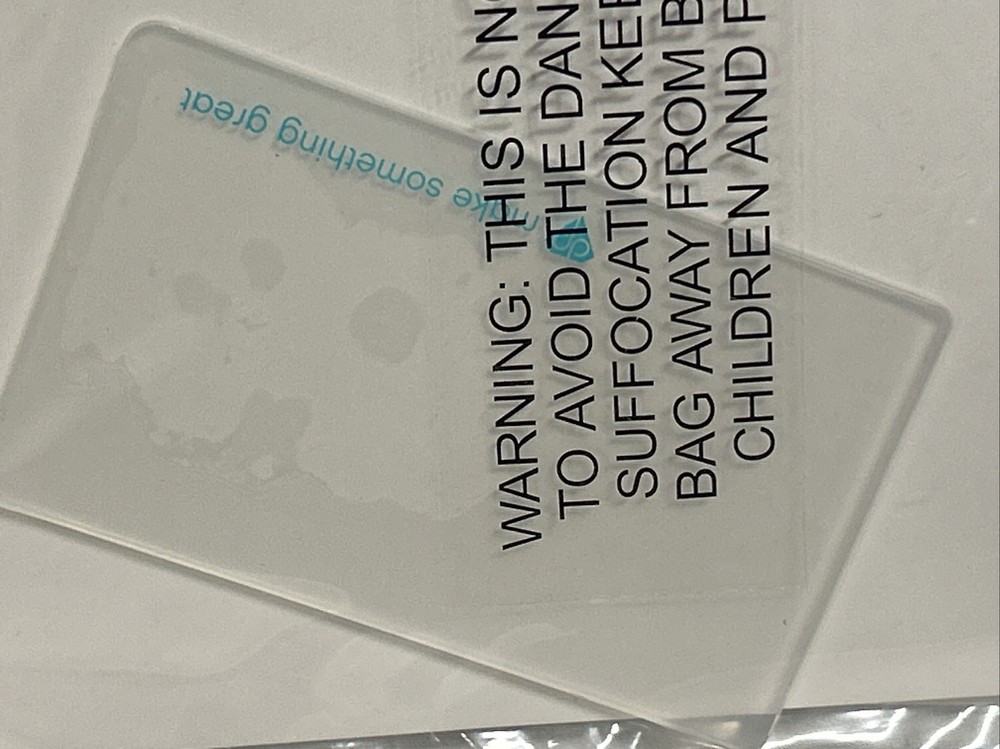 WARNING: THIS IS N
TO AVOID THE DAN
SUFFOCATION KEE
BAG AWAY FROM B
CHILDREN AND P
make something great